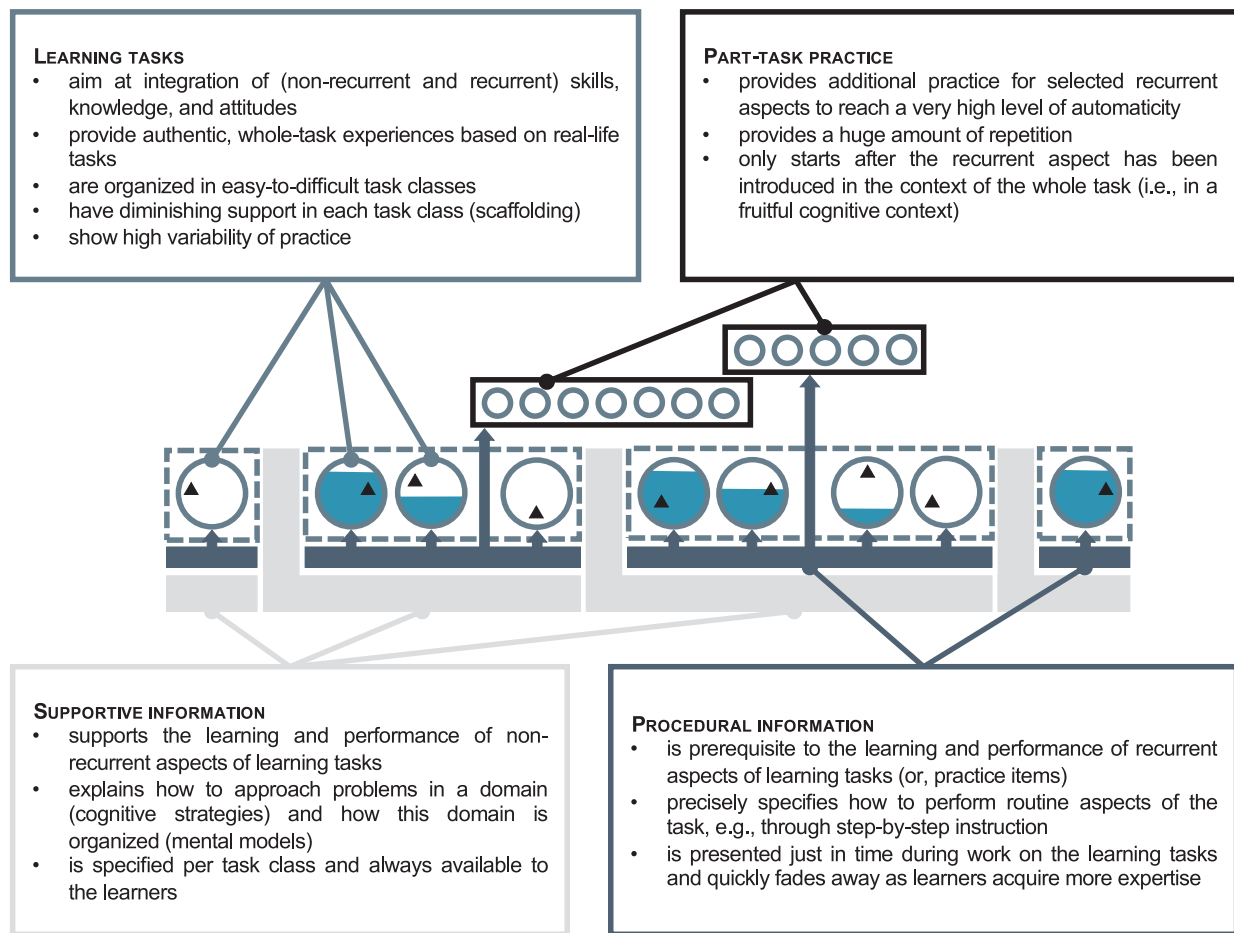 LEARNING TASKS
• aim at integration of (non-recurrent and recurrent) skills,
knowledge, and attitudes
• provide authentic, whole-task experiences based on real-life
tasks
• are organized in easy-to-difficult task classes
• have diminishing support in each task class (scaffolding)
• show high variability of practice
PART-TASK PRACTICE
• provides additional practice for selected recurrent
aspects to reach a very high level of automaticity
• provides a huge amount of repetition
• only starts after the recurrent aspect has been
introduced in the context of the whole task (i.e., in a
fruitful cognitive context)
SUPPORTIVE INFORMATION
• supports the learning and performance of non-
recurrent aspects of learning tasks
• explains how to approach problems in a domain
(cognitive strategies) and how this domain is
organized (mental models)
• is specified per task class and always available to
the learners
PROCEDURAL INFORMATION
• is prerequisite to the learning and performance of recurrent
aspects of learning tasks (or, practice items)
• precisely specifies how to perform routine aspects of the
task, e.g., through step-by-step instruction
• is presented just in time during work on the learning tasks
and quickly fades away as learners acquire more expertise